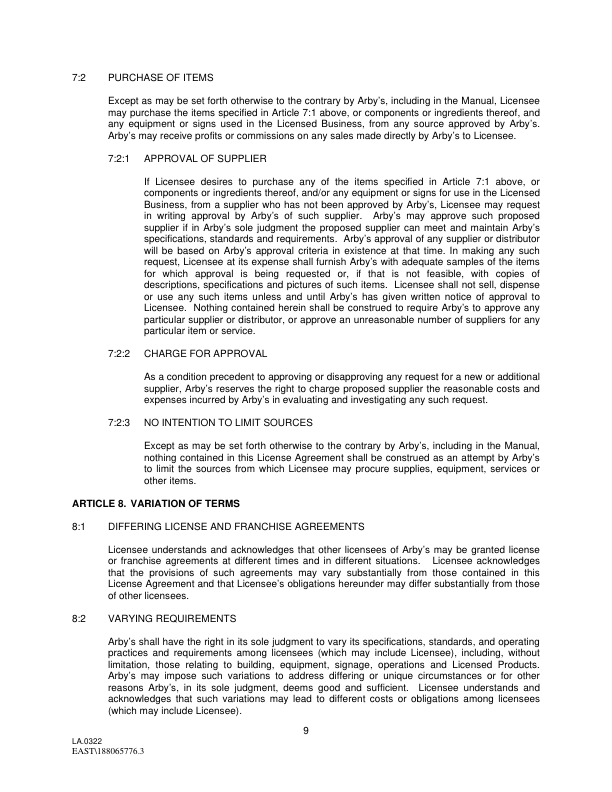 7:2 PURCHASE OF ITEMS
Except as may be set forth otherwise to the contrary by Arby's, including in the Manual, Licensee
may purchase the items specified in Article 7:1 above, or components or ingredients thereof, and
any equipment or signs used in the Licensed Business, from any source approved by Arby's.
Arby's may receive profits or commissions on any sales made directly by Arby's to Licensee.
7:2:1 APPROVAL OF SUPPLIER
If Licensee desires to purchase any of the items specified in Article 7:1 above, or
components or ingredients thereof, and/or any equipment or signs for use in the Licensed
Business, from a supplier who has not been approved by Arby's, Licensee may request
in writing approval by Arby's of such supplier. Arby's may approve such proposed
supplier if in Arby's sole judgment the proposed supplier can meet and maintain Arby's
specifications, standards and requirements. Arby's approval of any supplier or distributor
will be based on Arby's approval criteria in existence at that time. In making any such
request, Licensee at its expense shall furnish Arby's with adequate samples of the items
for which approval is being requested or, if that is not feasible, with copies of
descriptions, specifications and pictures of such items. Licensee shall not sell, dispense
or use any such items unless and until Arby's has given written notice of approval to
Licensee. Nothing contained herein shall be construed to require Arby's to approve any
particular supplier or distributor, or approve an unreasonable number of suppliers for any
particular item or service.
7:2:2 CHARGE FOR APPROVAL
As a condition precedent to approving or disapproving any request for a new or additional
supplier, Arby's reserves the right to charge proposed supplier the reasonable costs and
expenses incurred by Arby's in evaluating and investigating any such request.
7:2:3 NO INTENTION TO LIMIT SOURCES
Except as may be set forth otherwise to the contrary by Arby's, including in the Manual,
nothing contained in this License Agreement shall be construed as an attempt by Arby's
to limit the sources from which Licensee may procure supplies, equipment, services or
other items.
ARTICLE 8. VARIATION OF TERMS
8:1 DIFFERING LICENSE AND FRANCHISE AGREEMENTS
Licensee understands and acknowledges that other licensees of Arby's may be granted license
or franchise agreements at different times and in different situations. Licensee acknowledges
that the provisions of such agreements may vary substantially from those contained in this
License Agreement and that Licensee's obligations hereunder may differ substantially from those
of other licensees.
8:2 VARYING REQUIREMENTS
Arby's shall have the right in its sole judgment to vary its specifications, standards, and operating
practices and requirements among licensees (which may include Licensee), including, without
limitation, those relating to building, equipment, signage, operations and Licensed Products.
Arby's may impose such variations to address differing or unique circumstances or for other
reasons Arby's, in its sole judgment, deems good and sufficient. Licensee understands and
acknowledges that such variations may lead to different costs or obligations among licensees
(which may include Licensee).
9
LA.0322
EAST\188065776.3